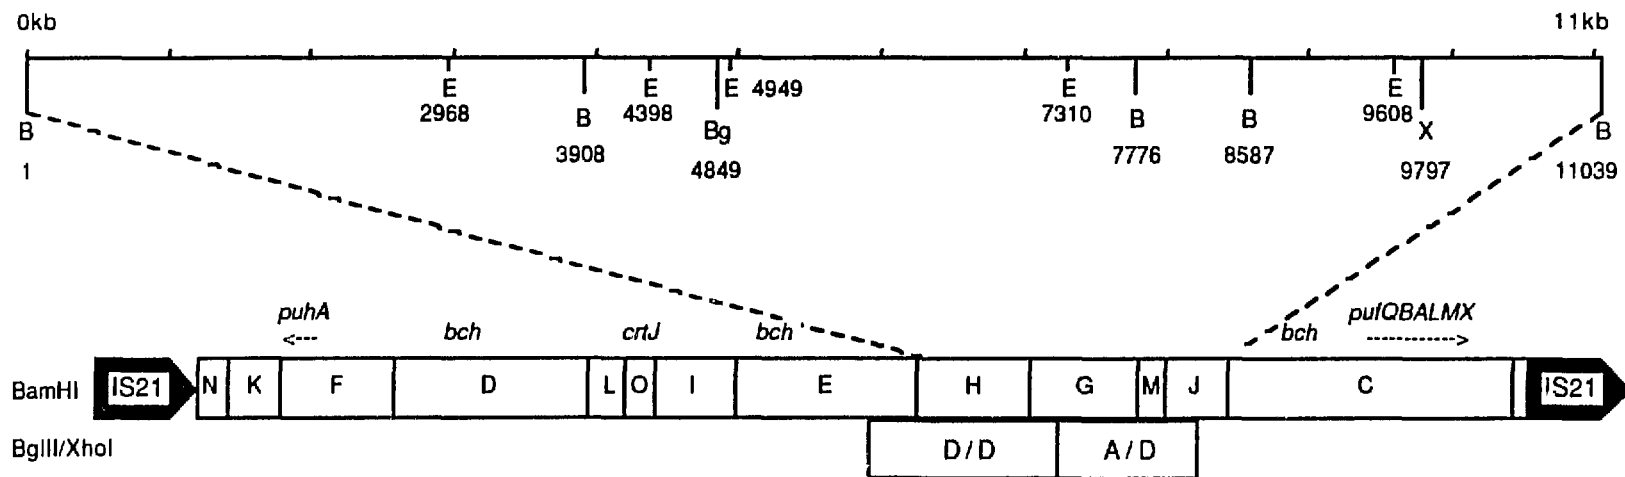 0kb 11kb
E E E 4949 E E
2968 4398 7310 9608
B B Bg B B X B
1 3908 4849 7776 8587 9797 11039
puhA bch crtJ bch bch pufQBALMX
<--- ----------->
BamHI IS21 N K F D L O I E H G M J C IS21
BglII/XhoI D/D A/D